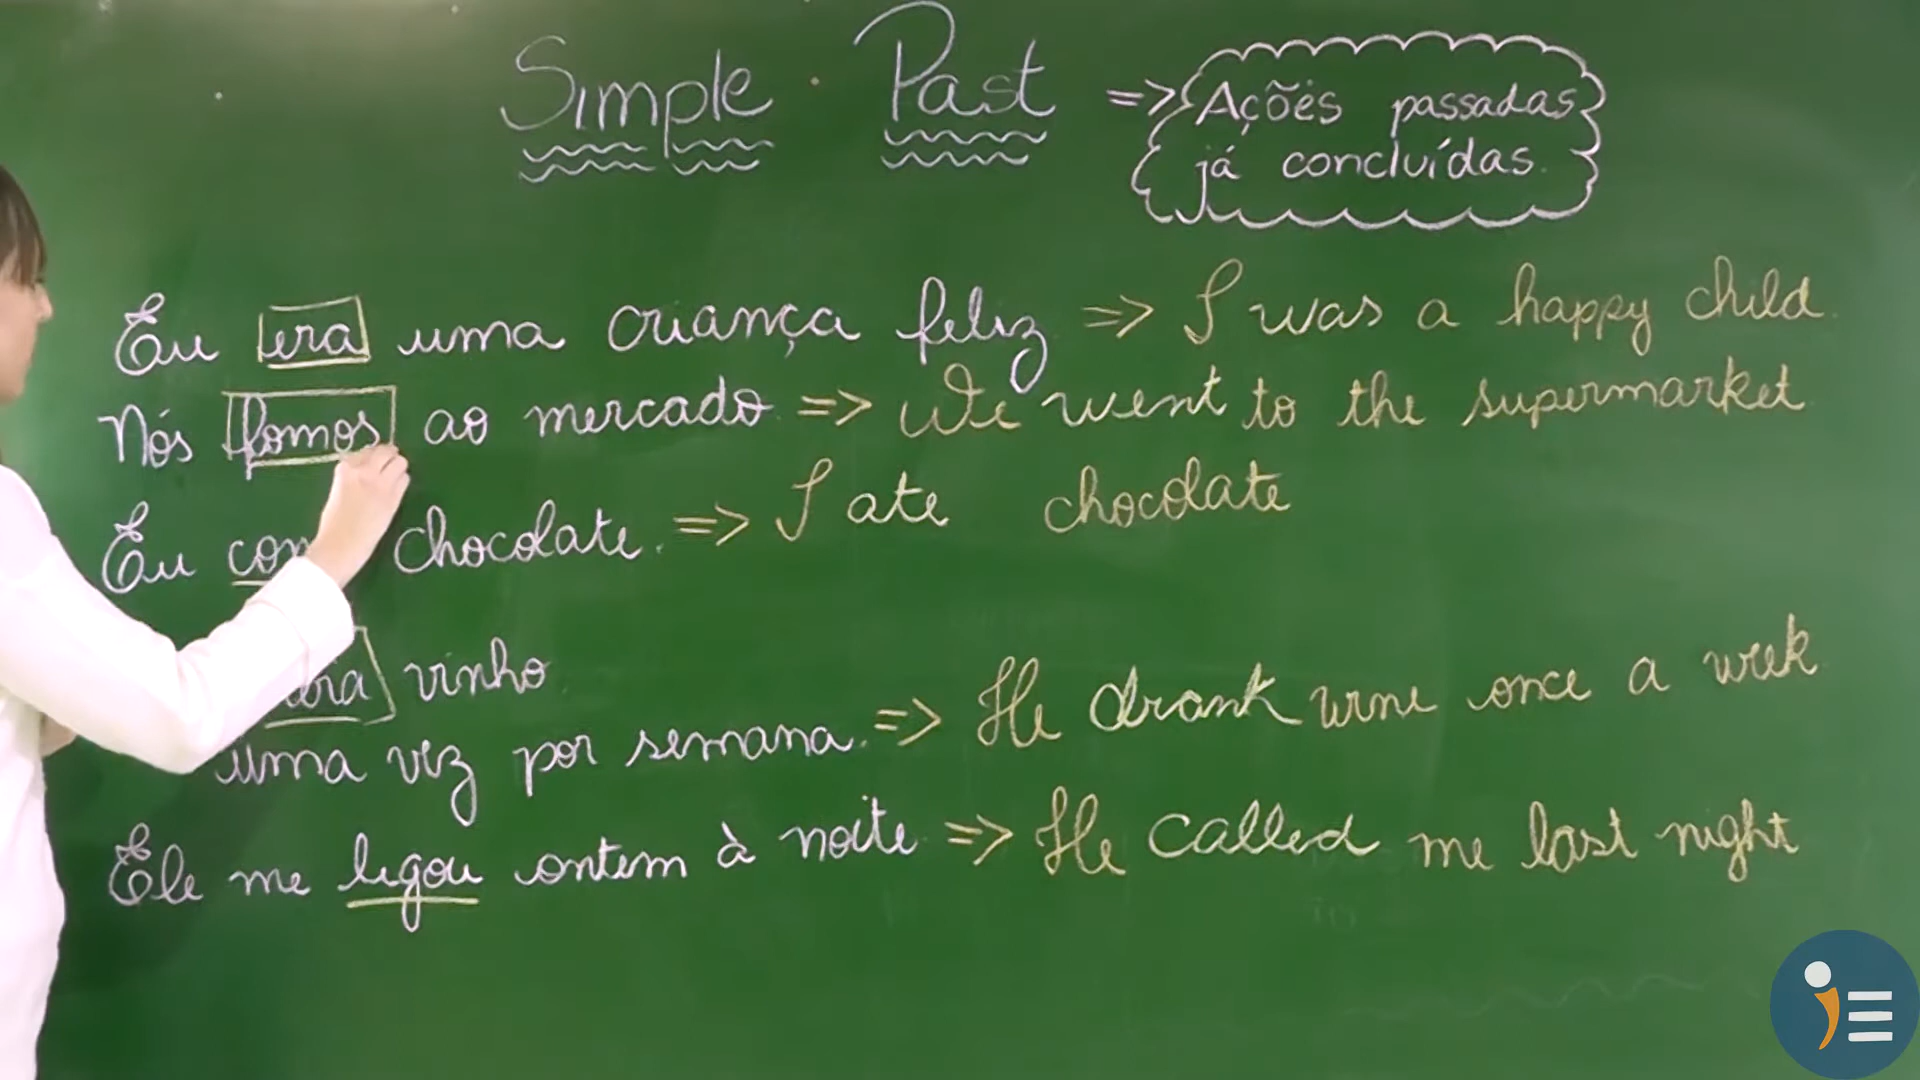 Simple Past => Ações passadas
já concluídas.
Eu era uma criança feliz => I was a happy child.
Nós fomos ao mercado => We went to the supermarket
Eu chocolate. => I ate chocolate
vinho
uma vez por semana. => He drank wine once a week
Ele me ligou ontem à noite => He called me last night